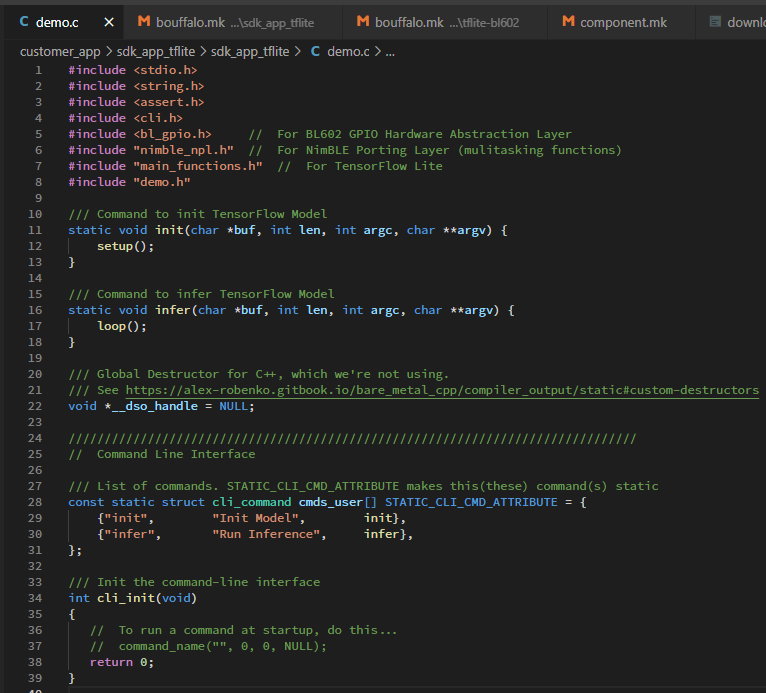 C demo.c × M bouffalo.mk ...\sdk_app_tflite M bouffalo.mk ...\tflite-bl602 M component.mk downlo
customer_app > sdk_app_tflite > sdk_app_tflite > C demo.c > ...
1 #include <stdio.h>
2 #include <string.h>
3 #include <assert.h>
4 #include <cli.h>
5 #include <bl_gpio.h>     //  For BL602 GPIO Hardware Abstraction Layer
6 #include "nimble_npl.h"  //  For NimBLE Porting Layer (mulitasking functions)
7 #include "main_functions.h"  //  For TensorFlow Lite
8 #include "demo.h"
9
10 /// Command to init TensorFlow Model
11 static void init(char *buf, int len, int argc, char **argv) {
12     setup();
13 }
14
15 /// Command to infer TensorFlow Model
16 static void infer(char *buf, int len, int argc, char **argv) {
17     loop();
18 }
19
20 /// Global Destructor for C++, which we're not using.
21 /// See https://alex-robenko.gitbook.io/bare_metal_cpp/compiler_output/static#custom-destructors
22 void *__dso_handle = NULL;
23
24 ///////////////////////////////////////////////////////////////////////////////
25 //  Command Line Interface
26
27 /// List of commands. STATIC_CLI_CMD_ATTRIBUTE makes this(these) command(s) static
28 const static struct cli_command cmds_user[] STATIC_CLI_CMD_ATTRIBUTE = {
29     {"init",        "Init Model",        init},
30     {"infer",       "Run Inference",     infer},
31 };
32
33 /// Init the command-line interface
34 int cli_init(void)
35 {
36    //  To run a command at startup, do this...
37    //  command_name("", 0, 0, NULL);
38    return 0;
39 }
40